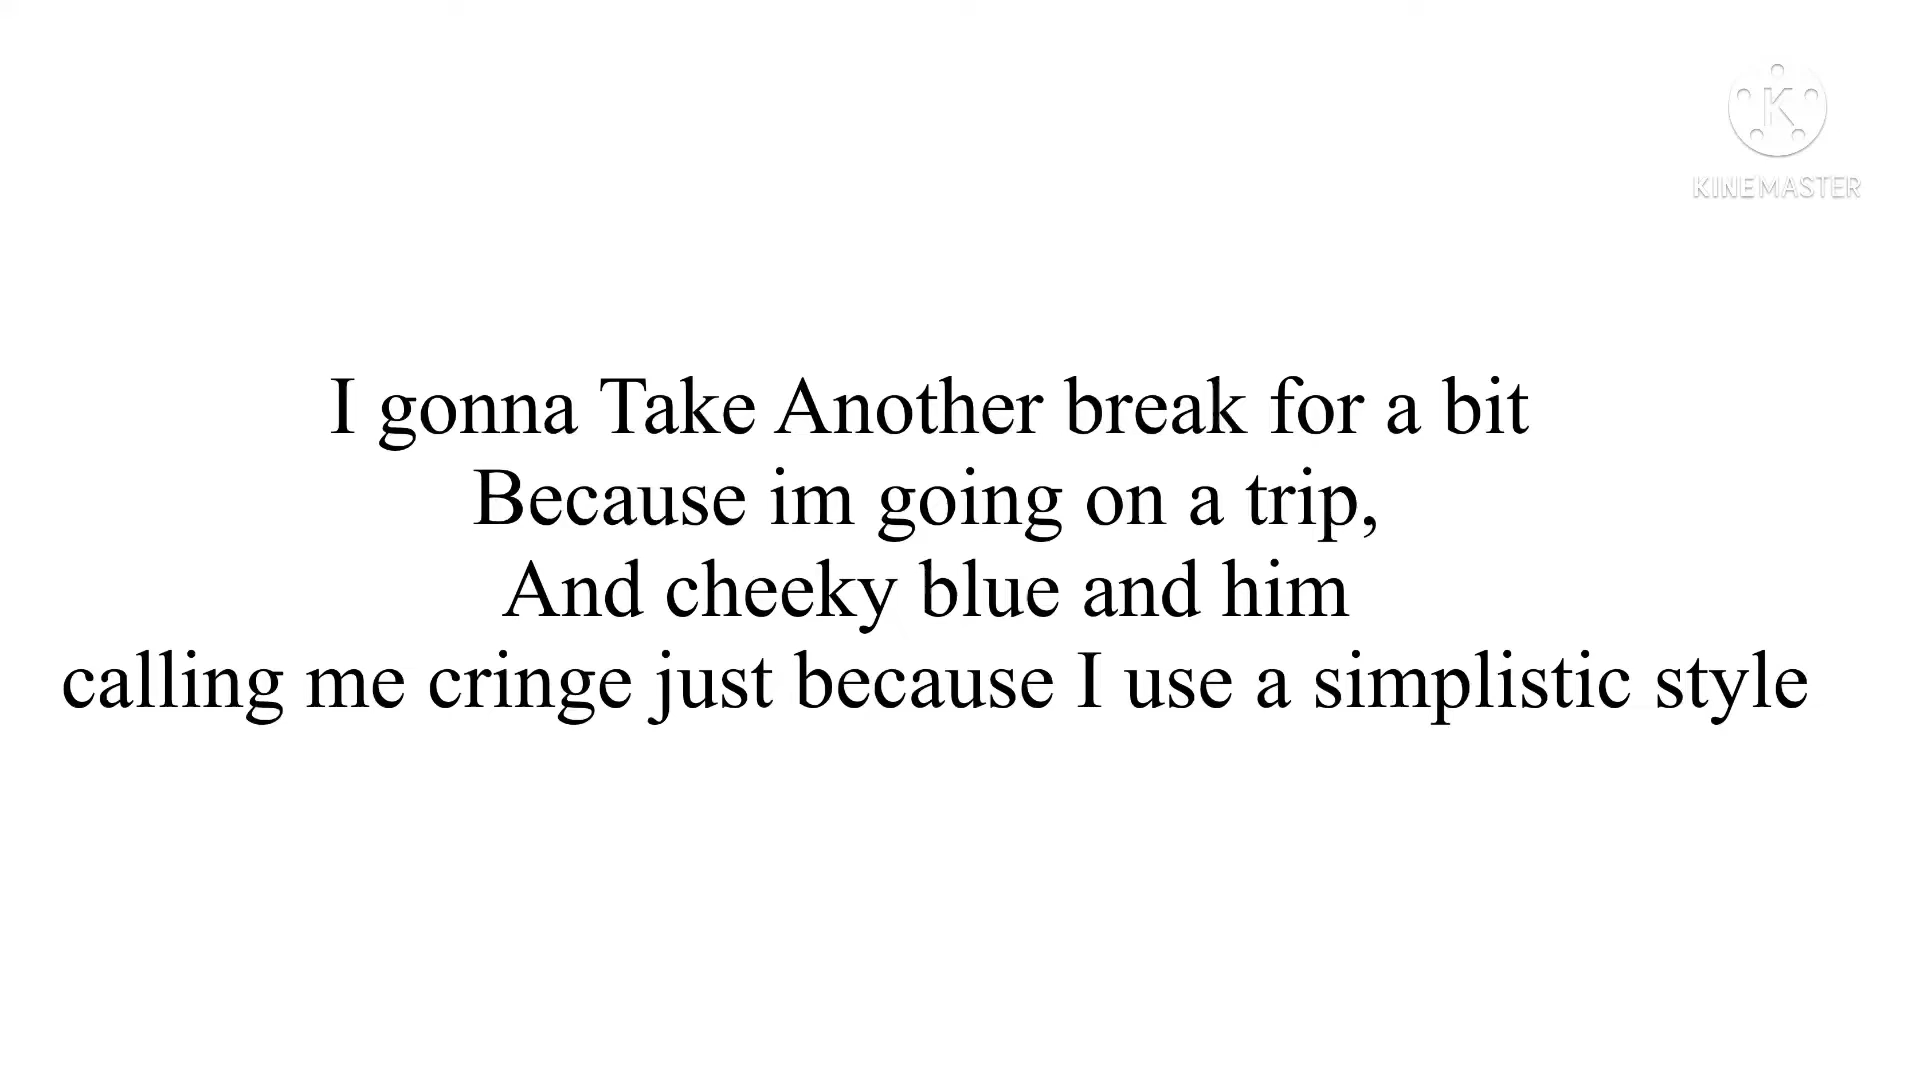 K
KINEMASTER
I gonna Take Another break for a bit
Because im going on a trip,
And cheeky blue and him
calling me cringe just because I use a simplistic style